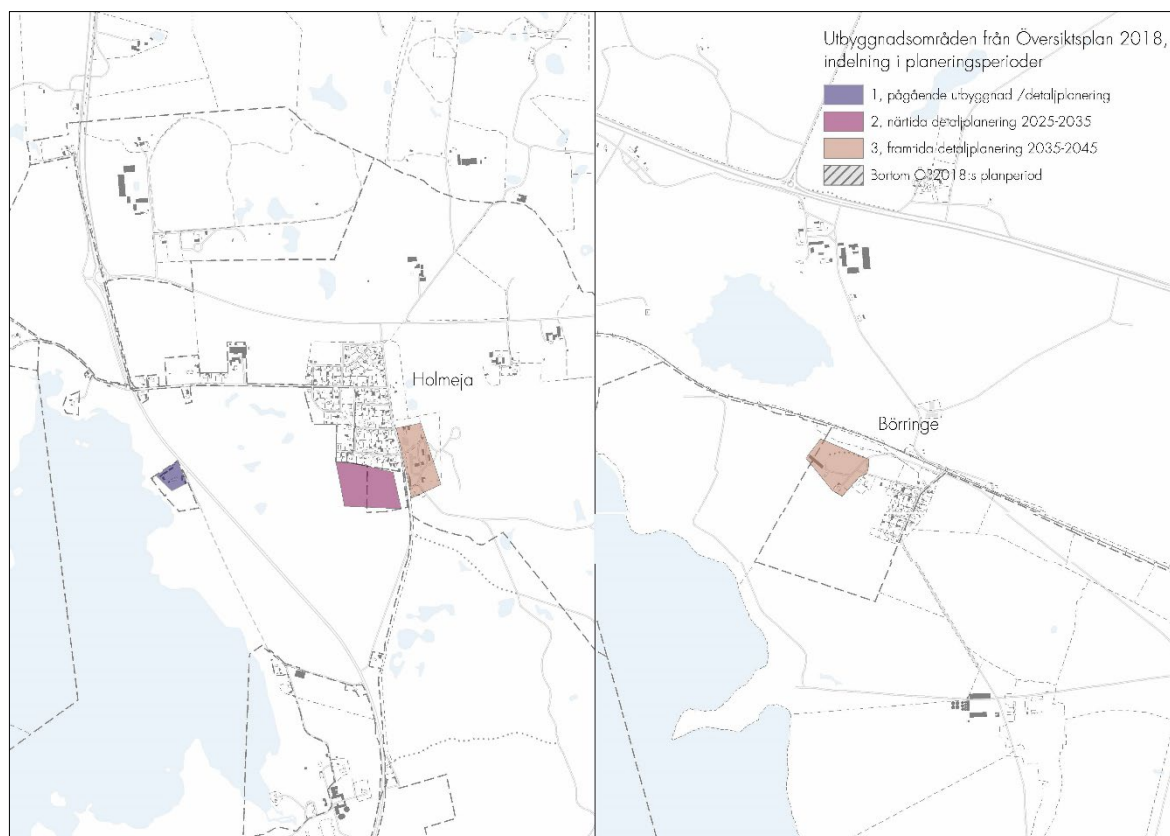 Utbyggnadsområden från Översiktsplan 2018,
indelning i planeringsperioder
1, pågående utbyggnad /detaljplanering
2, närtida detaljplanering 2025-2035
3, framtida detaljplanering 2035-2045
Bortom ÖP2018:s planperiod
Holmeja
Börringe